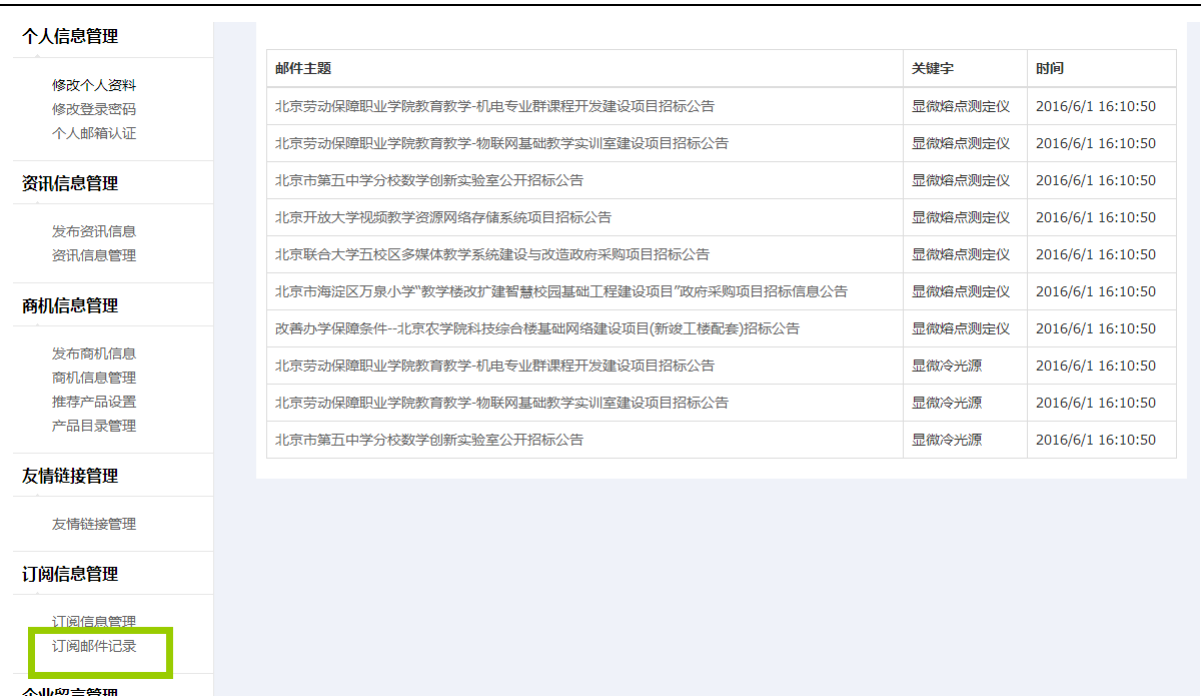 个人信息管理
修改个人资料
修改登录密码
个人邮箱认证
资讯信息管理
发布资讯信息
资讯信息管理
商机信息管理
发布商机信息
商机信息管理
推荐产品设置
产品目录管理
友情链接管理
友情链接管理
订阅信息管理
订阅信息管理
订阅邮件记录
企业留言管理
邮件主题 关键字 时间
北京劳动保障职业学院教育教学-机电专业群课程开发建设项目招标公告 显微熔点测定仪 2016/6/1 16:10:50
北京劳动保障职业学院教育教学-物联网基础教学实训室建设项目招标公告 显微熔点测定仪 2016/6/1 16:10:50
北京市第五中学分校数学创新实验室公开招标公告 显微熔点测定仪 2016/6/1 16:10:50
北京开放大学视频教学资源网络存储系统项目招标公告 显微熔点测定仪 2016/6/1 16:10:50
北京联合大学五校区多媒体教学系统建设与改造政府采购项目招标公告 显微熔点测定仪 2016/6/1 16:10:50
北京市海淀区万泉小学“教学楼改扩建智慧校园基础工程建设项目”政府采购项目招标信息公告 显微熔点测定仪 2016/6/1 16:10:50
改善办学保障条件--北京农学院科技综合楼基础网络建设项目(新竣工楼配套)招标公告 显微熔点测定仪 2016/6/1 16:10:50
北京劳动保障职业学院教育教学-机电专业群课程开发建设项目招标公告 显微冷光源 2016/6/1 16:10:50
北京劳动保障职业学院教育教学-物联网基础教学实训室建设项目招标公告 显微冷光源 2016/6/1 16:10:50
北京市第五中学分校数学创新实验室公开招标公告 显微冷光源 2016/6/1 16:10:50